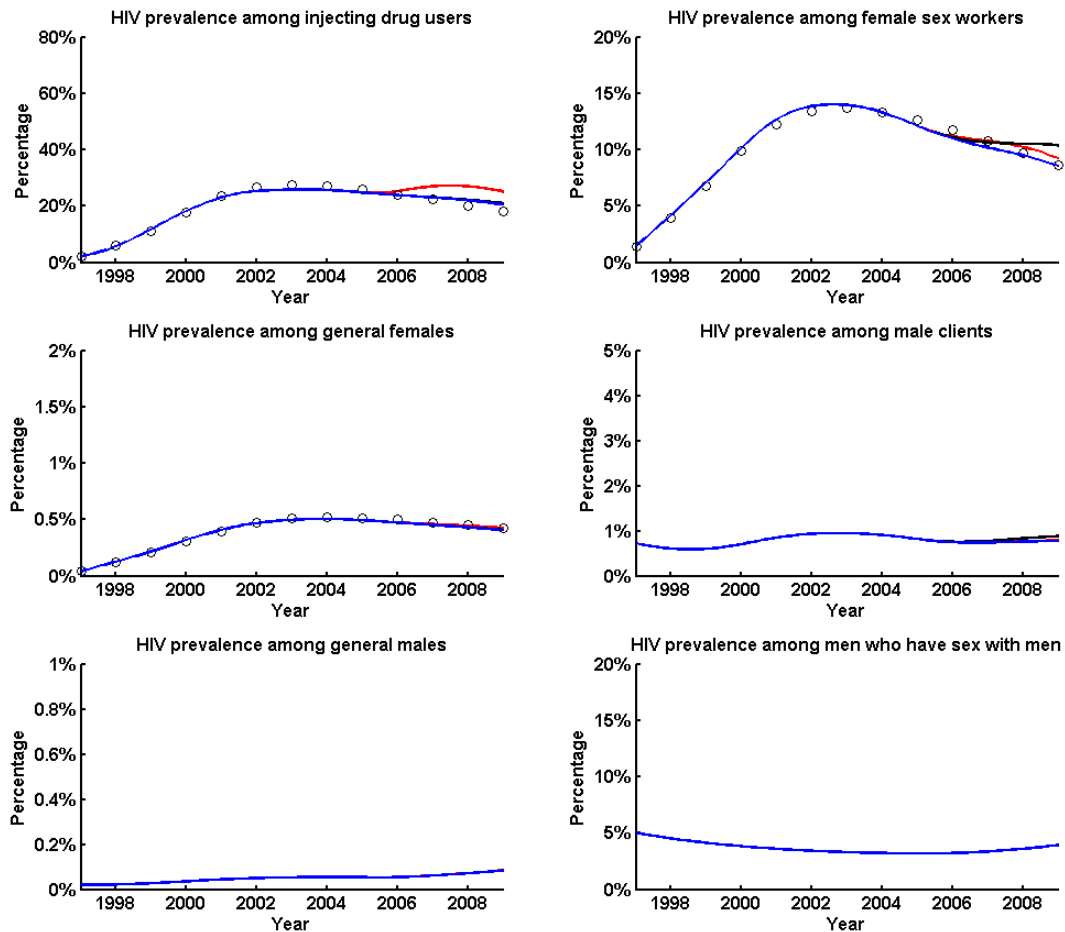 HIV prevalence among injecting drug users
80%
60%
40%
20%
0%
Percentage
1998 2000 2002 2004 2006 2008
Year
HIV prevalence among female sex workers
20%
15%
10%
5%
0%
Percentage
1998 2000 2002 2004 2006 2008
Year
HIV prevalence among general females
2%
1.5%
1%
0.5%
0%
Percentage
1998 2000 2002 2004 2006 2008
Year
HIV prevalence among male clients
5%
4%
3%
2%
1%
0%
Percentage
1998 2000 2002 2004 2006 2008
Year
HIV prevalence among general males
1%
0.8%
0.6%
0.4%
0.2%
0%
Percentage
1998 2000 2002 2004 2006 2008
Year
HIV prevalence among men who have sex with men
20%
15%
10%
5%
0%
Percentage
1998 2000 2002 2004 2006 2008
Year